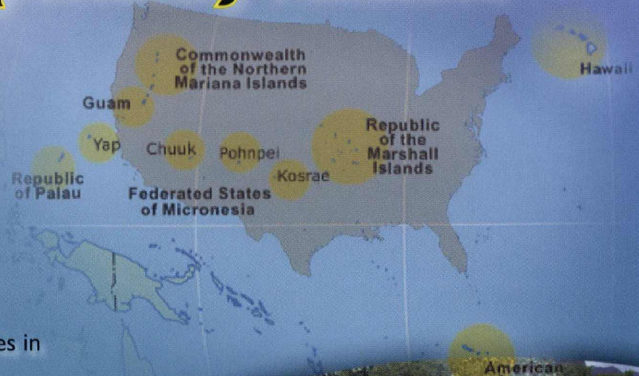 Commonwealth
of the Northern
Mariana Islands
Hawaii
Guam
Republic
of the
Marshall
Islands
Yap
Chuuk
Pohnpei
Kosrae
Republic
of Palau
Federated States
of Micronesia
es in
American